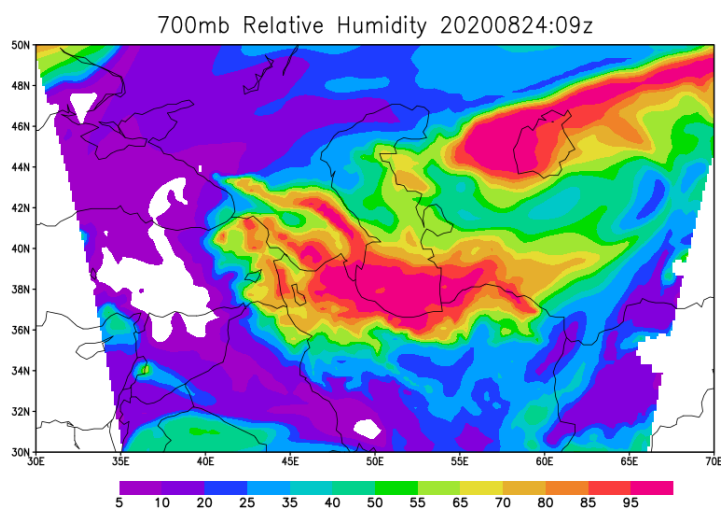 700mb Relative Humidity 20200824:09z
50N
48N
46N
44N
42N
40N
38N
36N
34N
32N
30N
30E 35E 40E 45E 50E 55E 60E 65E 70E
5 10 20 25 35 40 50 55 65 70 80 85 95